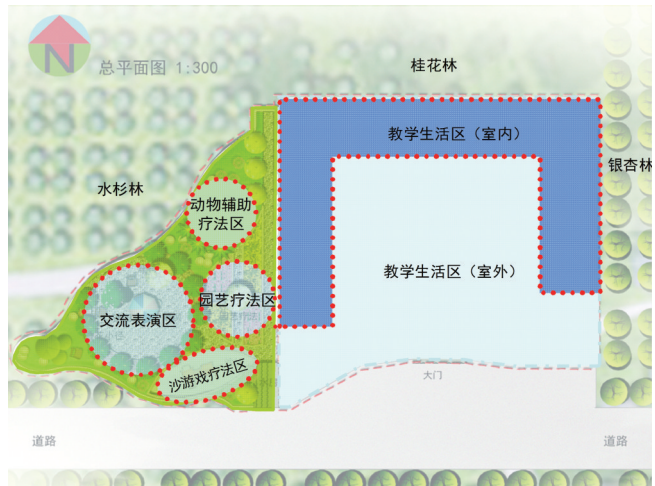 N
总平面图 1:300
桂花林
教学生活区（室内）
银杏林
水杉林
动物辅助
疗法区
教学生活区（室外）
园艺疗法区
交流表演区
沙游戏疗法区
大门
道路
道路